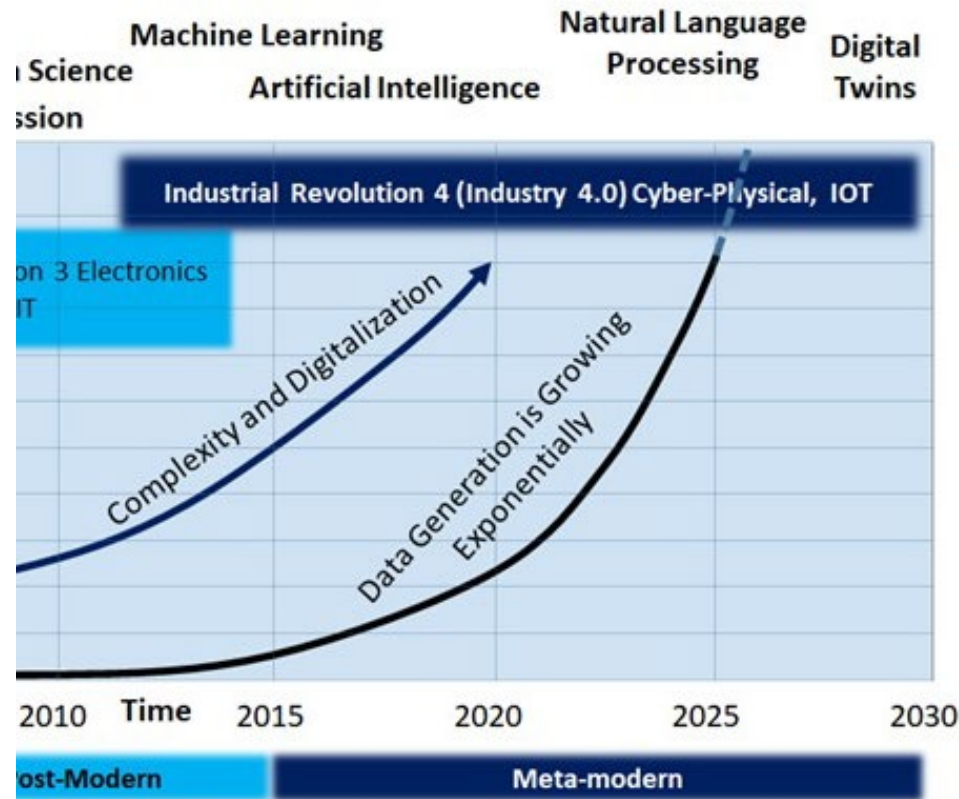 Machine Learning
Natural Language
Processing
Digital
Twins
Science
Artificial Intelligence
Industrial Revolution 4 (Industry 4.0) Cyber-Physical, IOT
3 Electronics
IT
Complexity and Digitalization
Data Generation is Growing
Exponentially
2010 Time 2015 2020 2025 2030
ost-Modern
Meta-modern